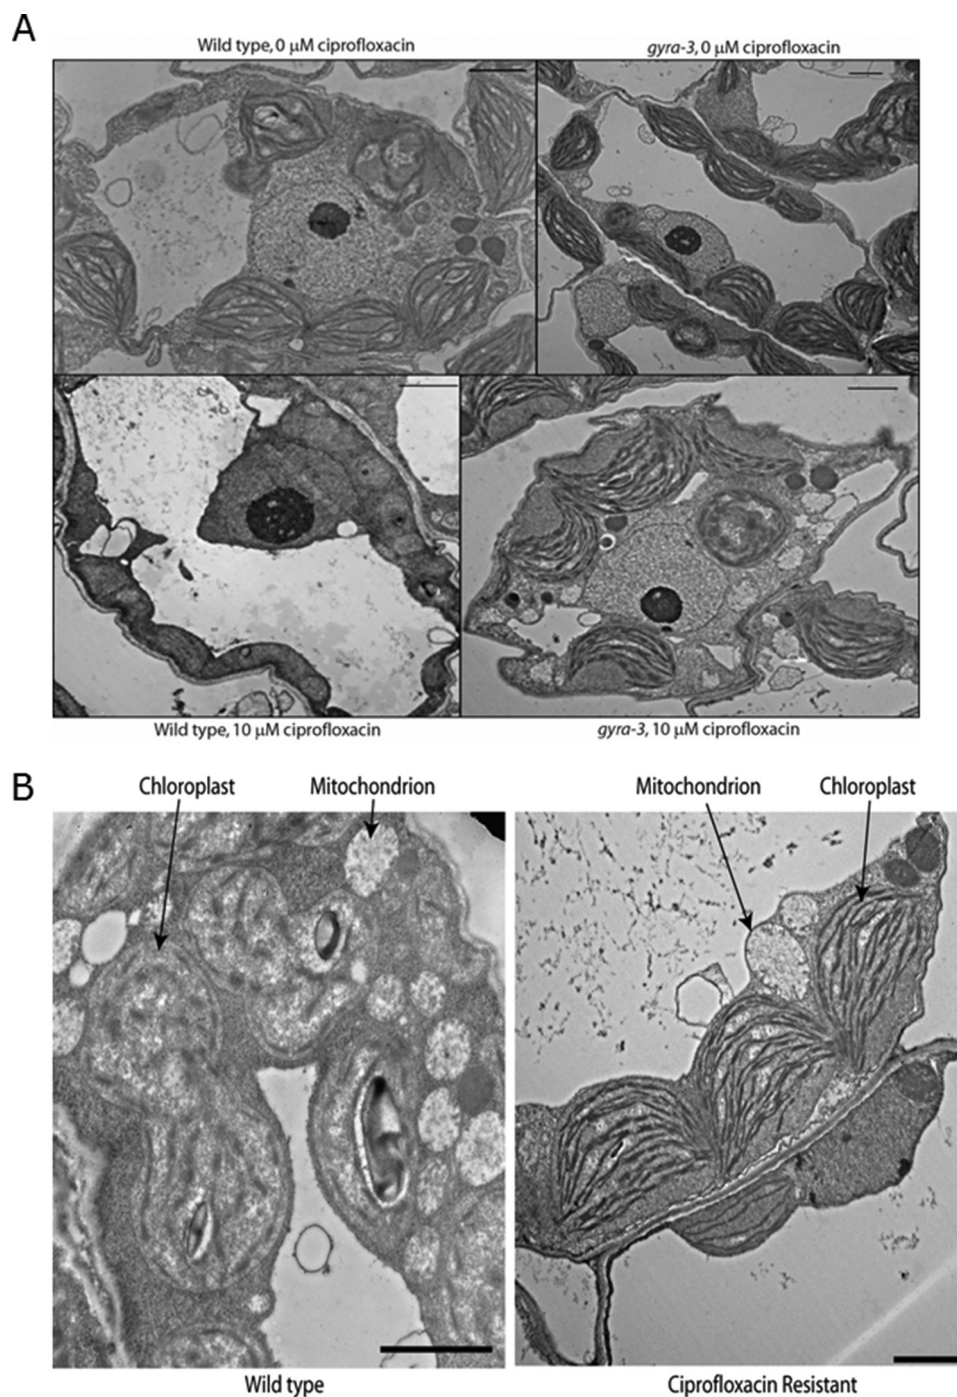 A
Wild type, 0 μM ciprofloxacin
gyra-3, 0 μM ciprofloxacin
Wild type, 10 μM ciprofloxacin
gyra-3, 10 μM ciprofloxacin
B
Chloroplast
Mitochondrion
Mitochondrion
Chloroplast
Wild type
Ciprofloxacin Resistant